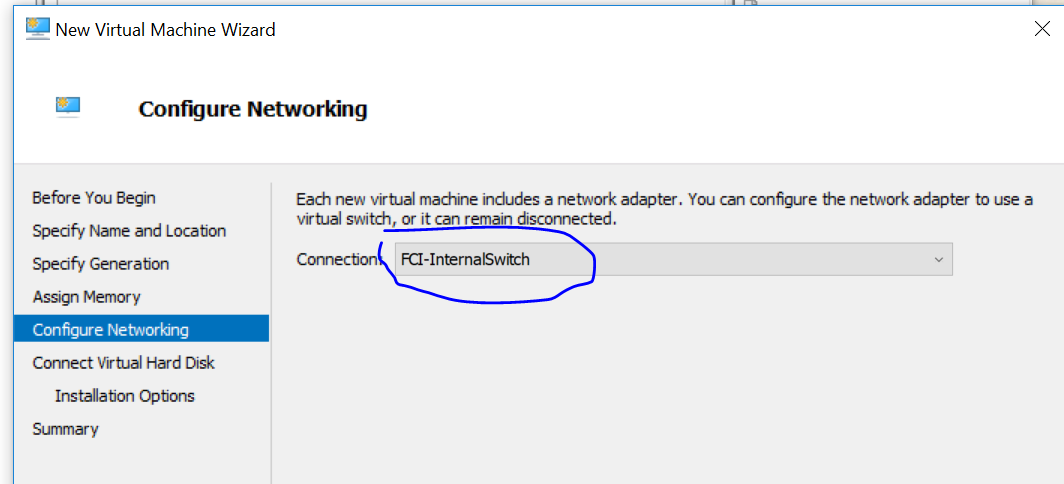 New Virtual Machine Wizard
Configure Networking
Before You Begin
Specify Name and Location
Specify Generation
Assign Memory
Configure Networking
Connect Virtual Hard Disk
Installation Options
Summary
Each new virtual machine includes a network adapter. You can configure the network adapter to use a
virtual switch, or it can remain disconnected.
Connection: FCI-InternalSwitch